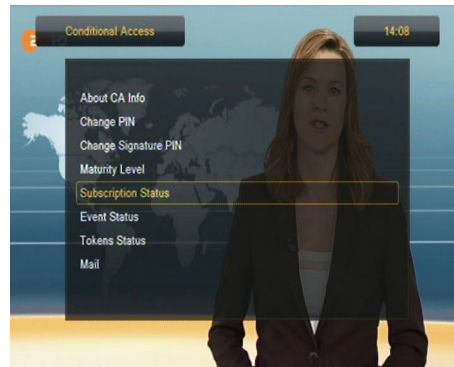 Conditional Access
14:08
About CA Info
Change PIN
Change Signature PIN
Maturity Level
Subscription Status
Event Status
Tokens Status
Mail